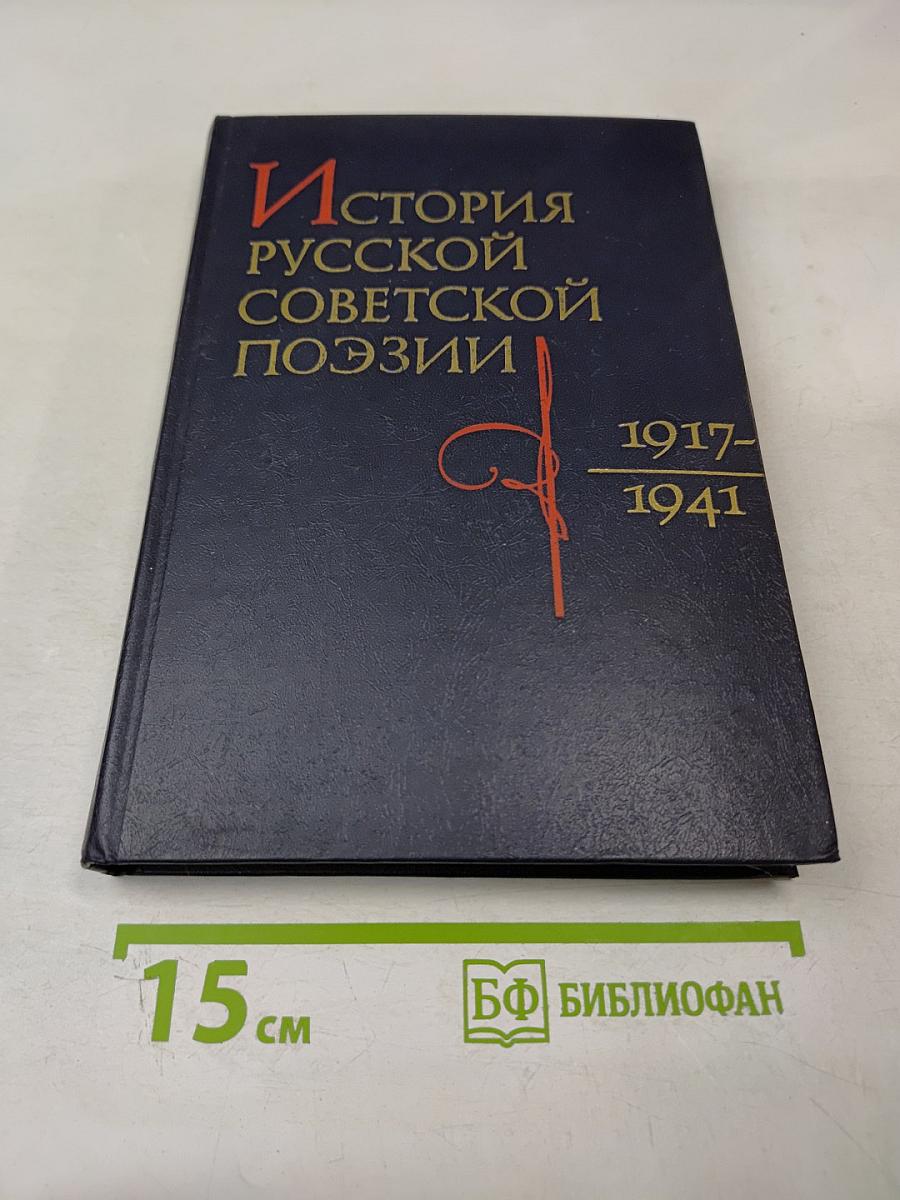 История
русской
советской
поэзии
1917-
1941
15 см
БФ БИБЛИОФАН